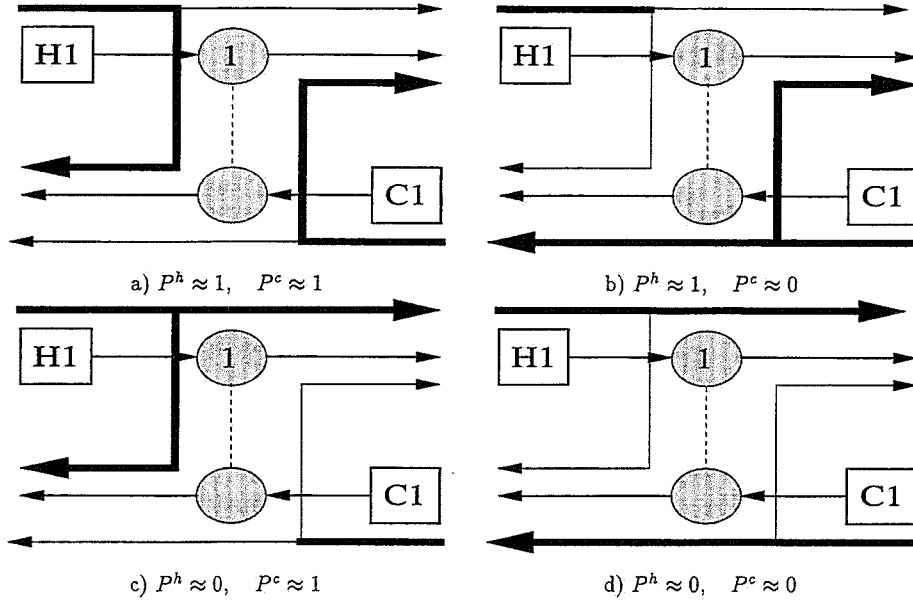 H1 1
C1
a) P^h ≈ 1, P^c ≈ 1
H1 1
C1
b) P^h ≈ 1, P^c ≈ 0
H1 1
C1
c) P^h ≈ 0, P^c ≈ 1
H1 1
C1
d) P^h ≈ 0, P^c ≈ 0